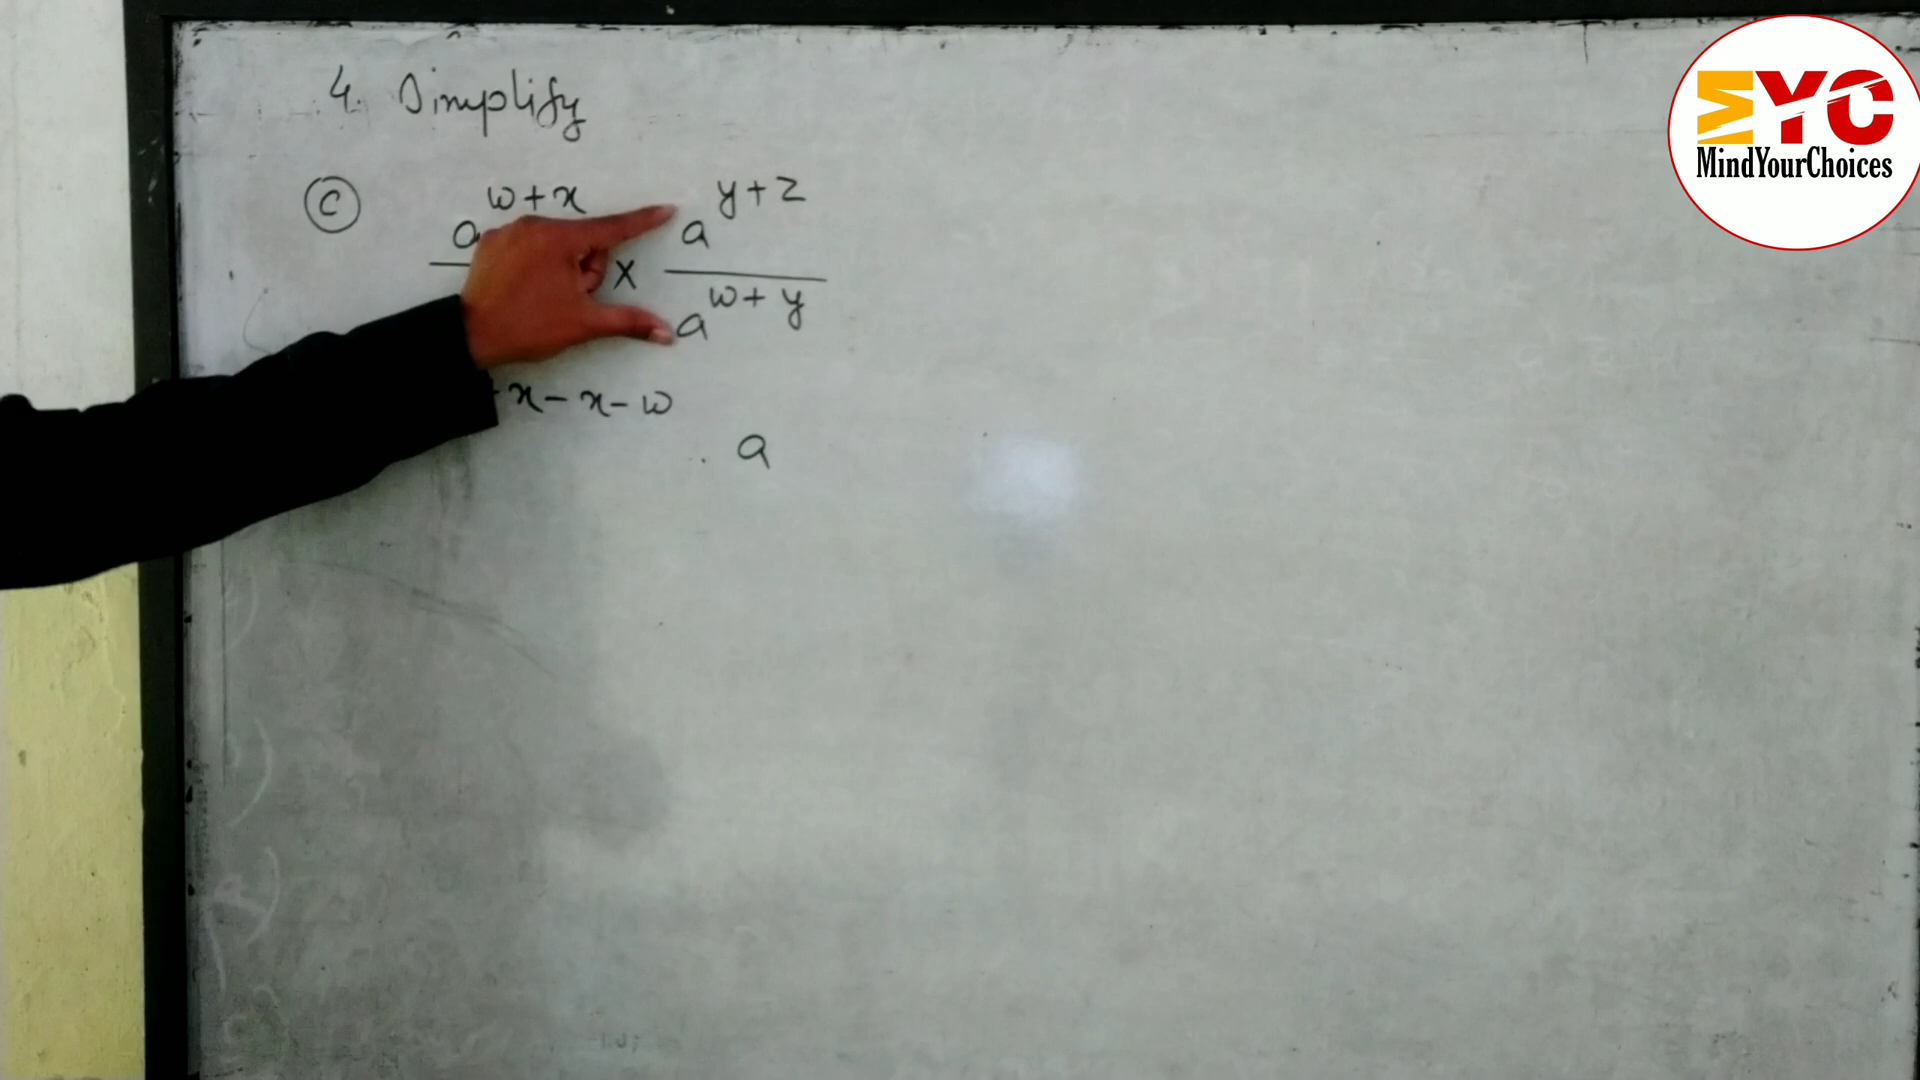 4. Simplify
c a w+x × a y+z
a w+y
x - x - w
. a
MYC
MindYourChoices